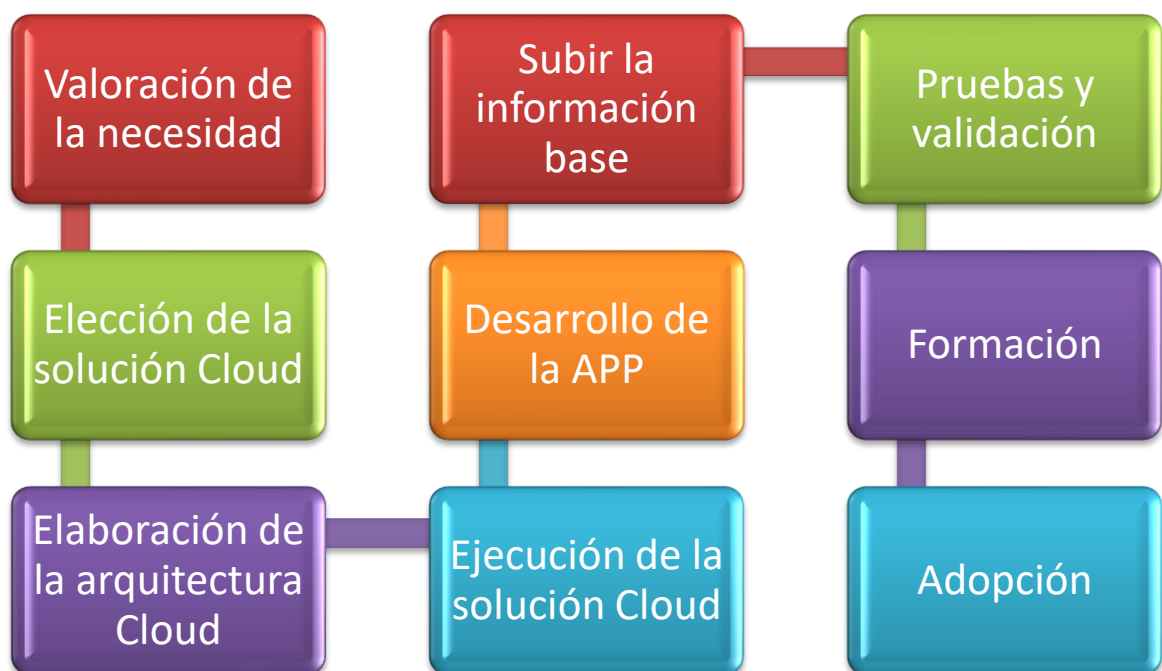 Valoración de
la necesidad
Elección de la
solución Cloud
Elaboración de
la arquitectura
Cloud
Ejecución de la
solución Cloud
Desarrollo de
la APP
Subir la
información
base
Pruebas y
validación
Formación
Adopción